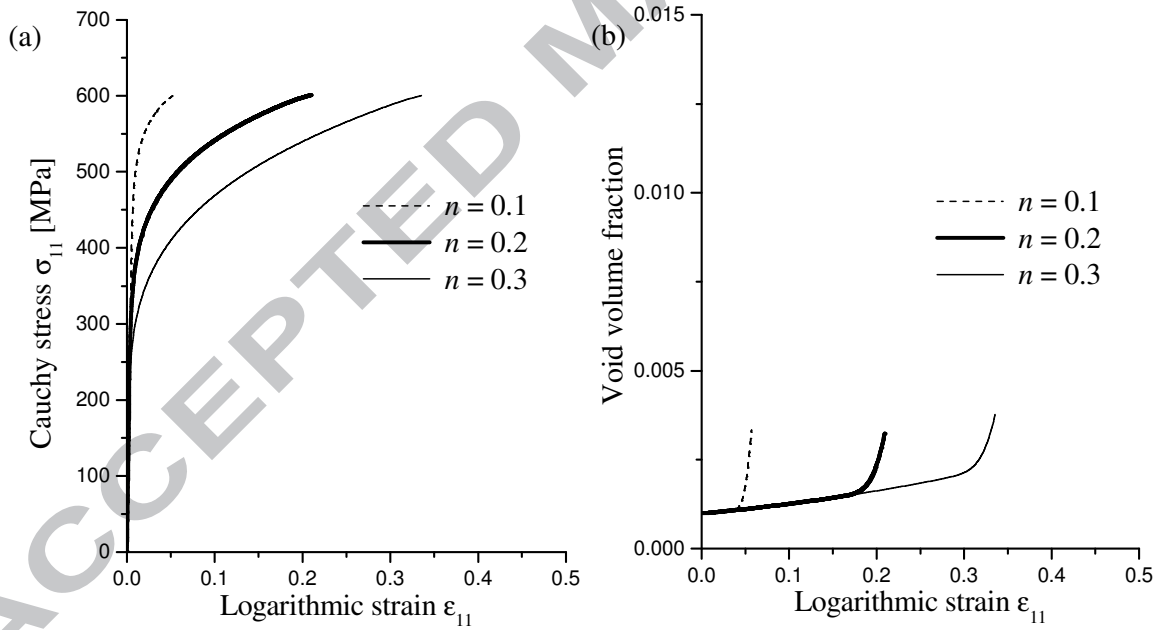 (a)
700
600
500
400
300
200
100
0
Cauchy stress σ11 [MPa]
n = 0.1
n = 0.2
n = 0.3
0.0 0.1 0.2 0.3 0.4 0.5
Logarithmic strain ε11
(b)
0.015
0.010
0.005
0.000
Void volume fraction
n = 0.1
n = 0.2
n = 0.3
0.0 0.1 0.2 0.3 0.4 0.5
Logarithmic strain ε11
ACCEPTED MA